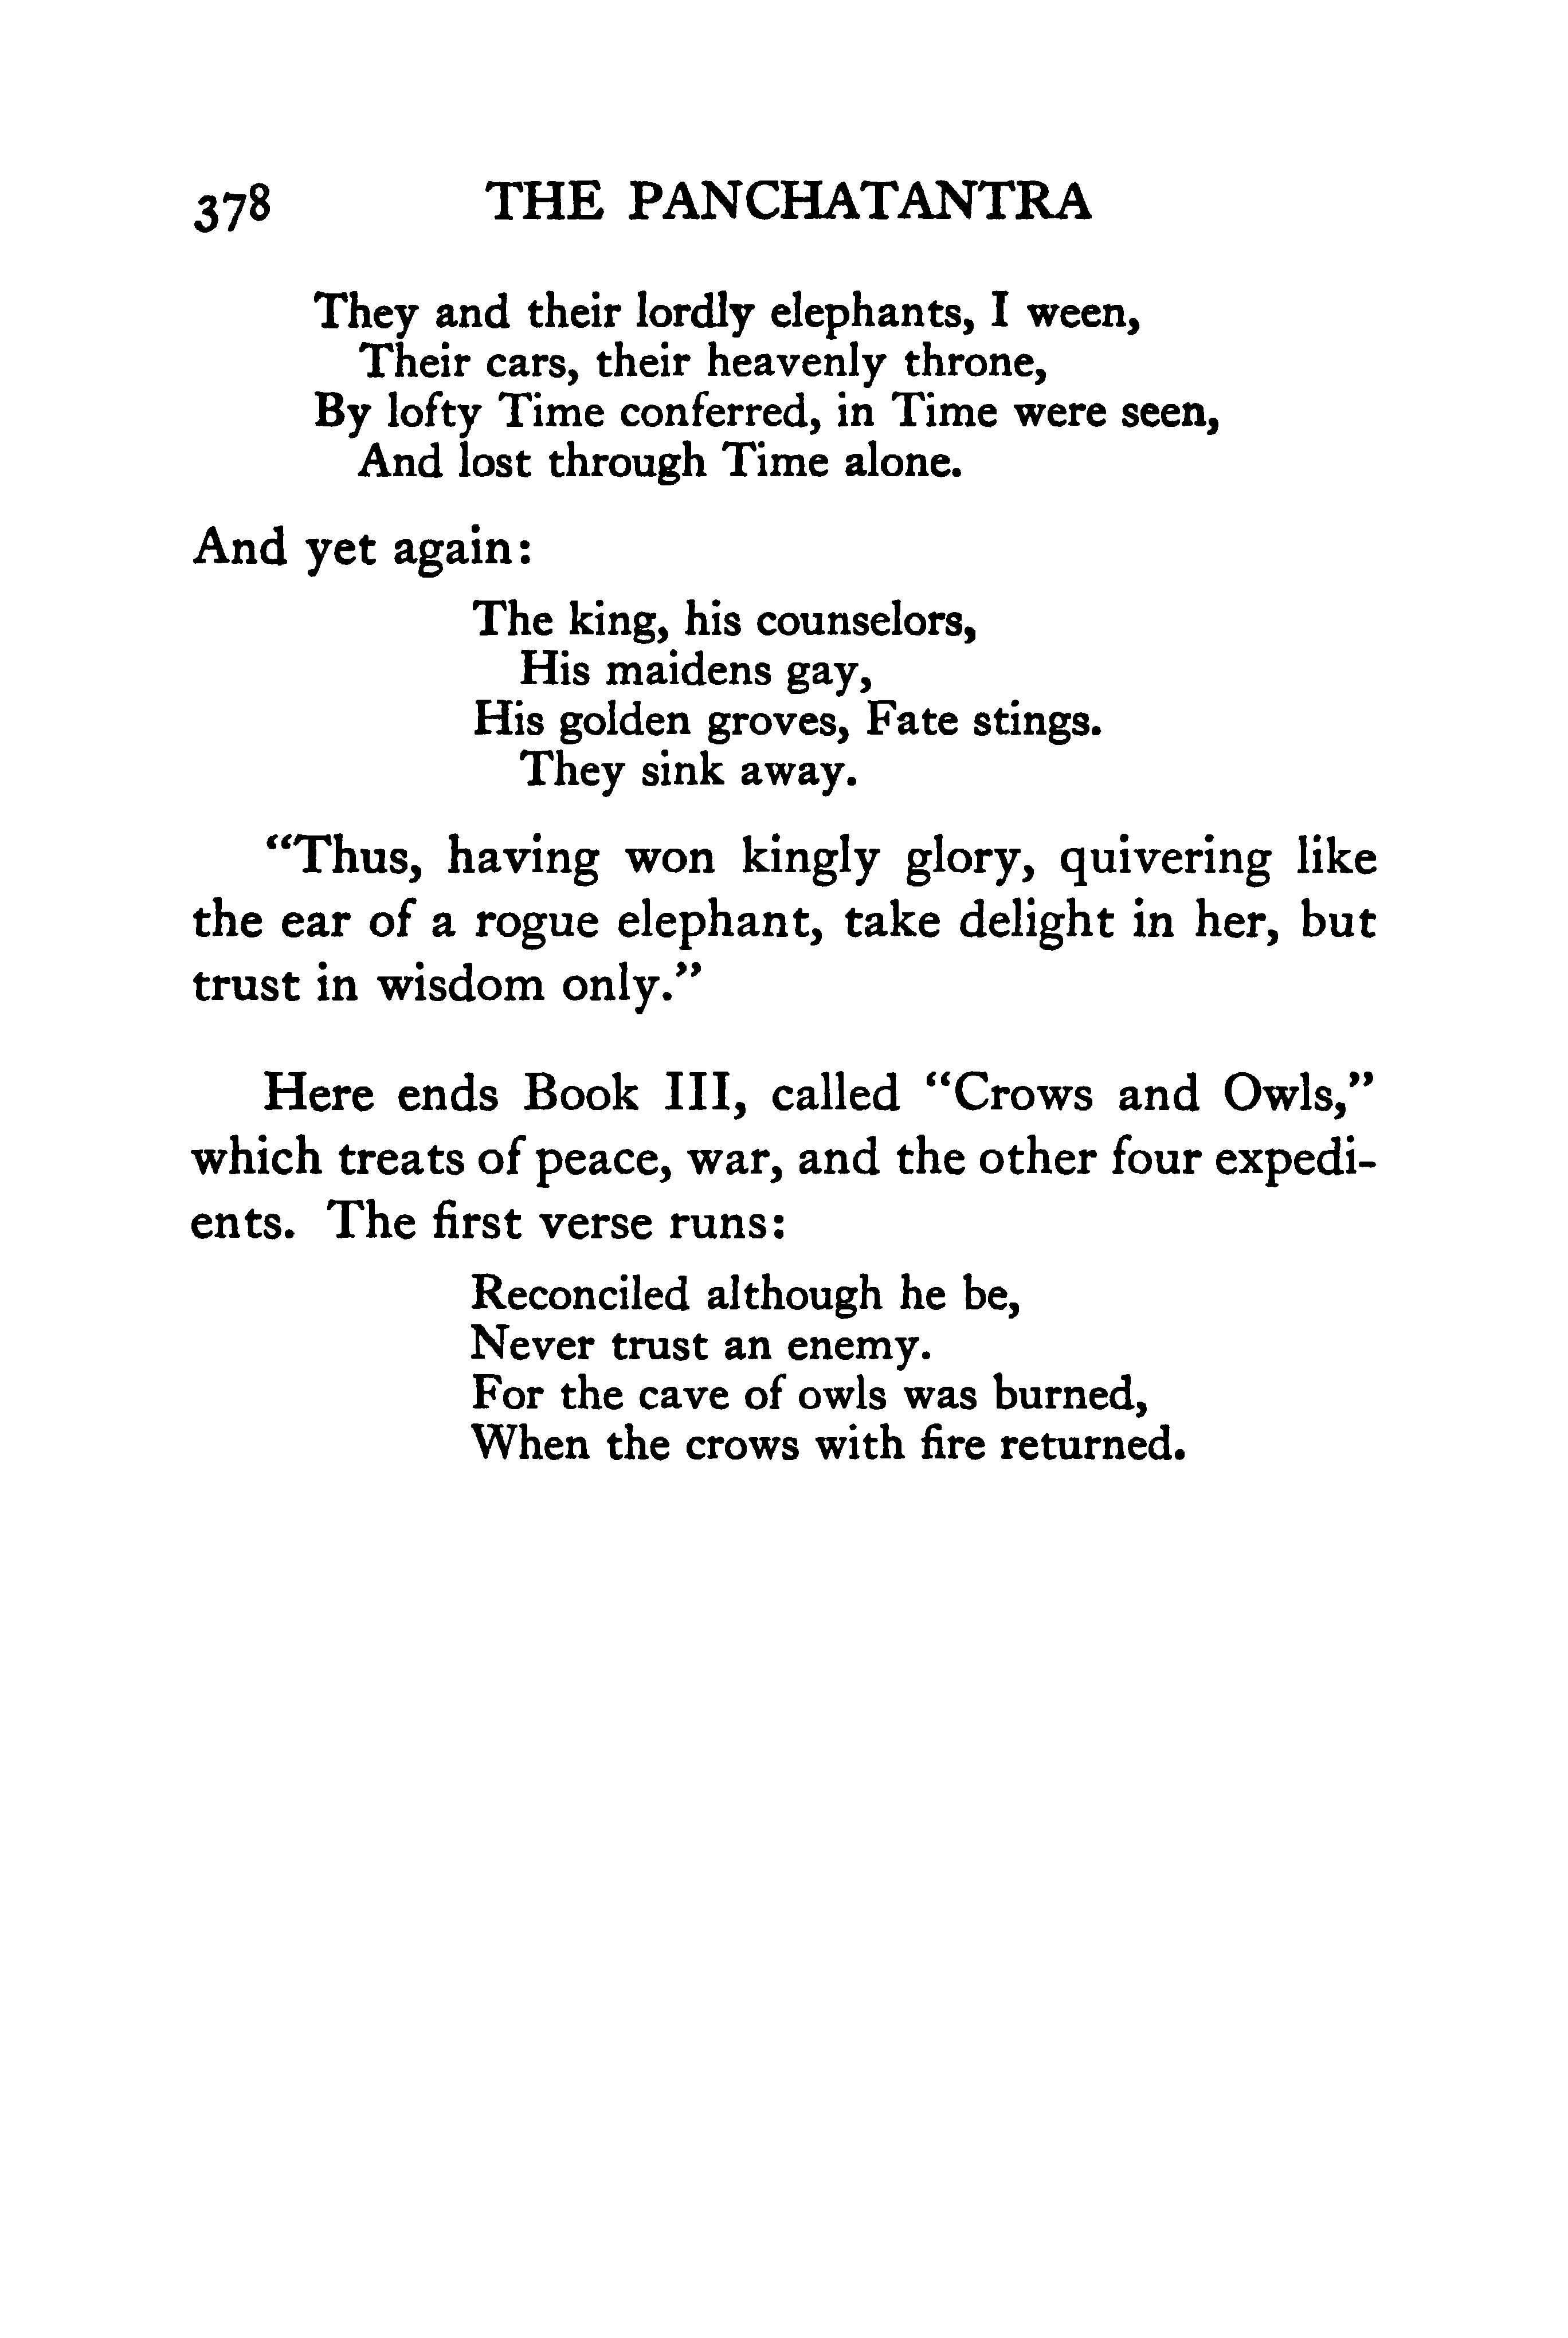 378 THE PANCHATANTRA
They and their lordly elephants, I ween,
Their cars, their heavenly throne,
By lofty Time conferred, in Time were seen,
And lost through Time alone.
And yet again:
The king, his counselors,
His maidens gay,
His golden groves, Fate stings.
They sink away.
“Thus, having won kingly glory, quivering like
the ear of a rogue elephant, take delight in her, but
trust in wisdom only.”
Here ends Book III, called “Crows and Owls,”
which treats of peace, war, and the other four expedi-
ents. The first verse runs:
Reconciled although he be,
Never trust an enemy.
For the cave of owls was burned,
When the crows with fire returned.